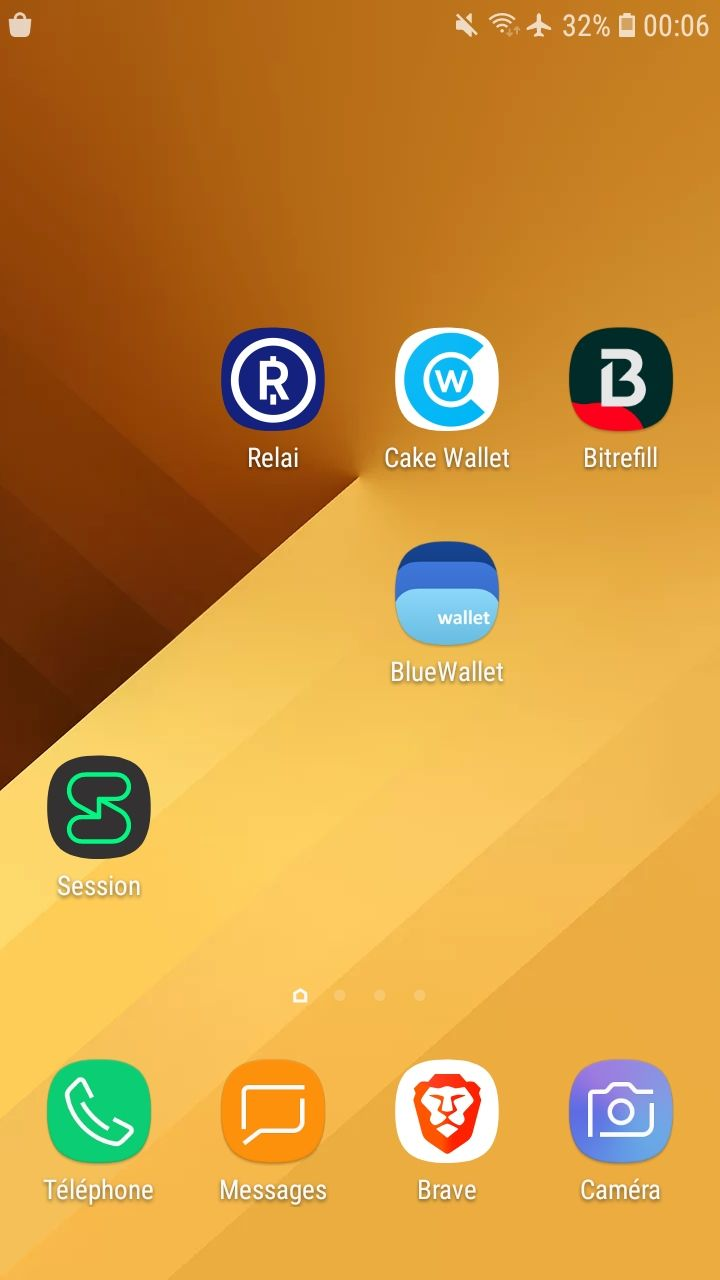 32% 00:06
Relai
Cake Wallet
Bitrefill
wallet
BlueWallet
Session
Téléphone
Messages
Brave
Caméra